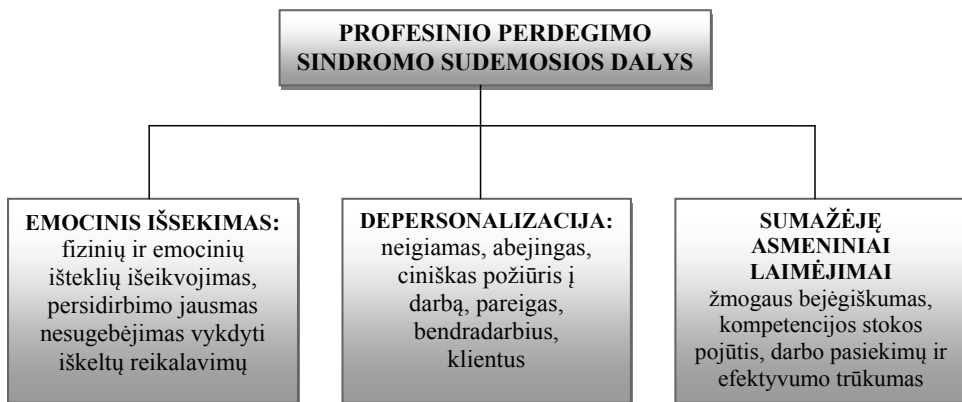 PROFESINIO PERDEGIMO
SINDROMO SUDEMOSIOS DALYS
EMOCINIS IŠSEKIMAS:
fizinių ir emocinių
išteklių išeikvojimas,
persidirbimo jausmas
nesugebėjimas vykdyti
iškeltų reikalavimų
DEPERSONALIZACIJA:
neigiamas, abejingas,
ciniškas požiūris į
darbą, pareigas,
bendradarbius,
klientus
SUMAŽĖJĘ
ASMENINIAI
LAIMĖJIMAI
žmogaus bejėgiškumas,
kompetencijos stokos
pojūtis, darbo pasiekimų ir
efektyvumo trūkumas